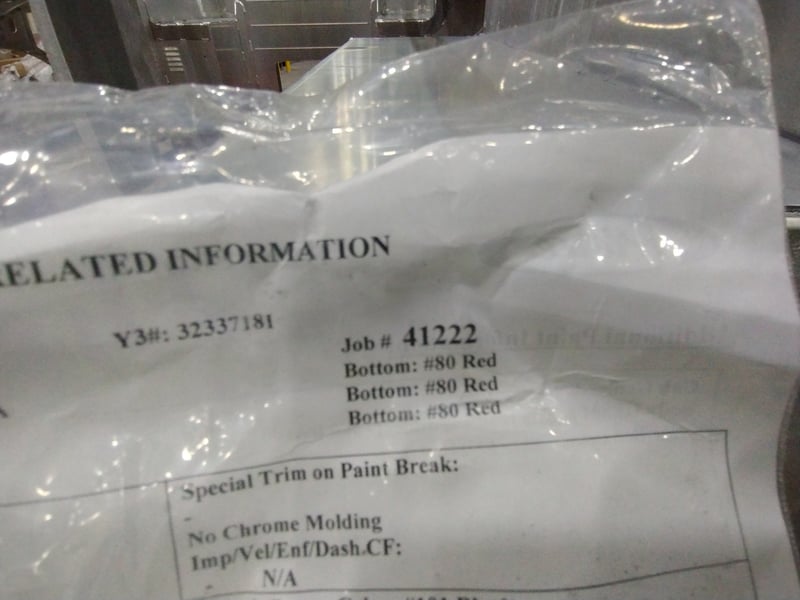 RELATED INFORMATION
Y3#: 32337181
Job # 41222
Bottom: #80 Red
Bottom: #80 Red
Bottom: #80 Red
Special Trim on Paint Break:
-
No Chrome Molding
Imp/Vel/Enf/Dash.CF:
- N/A